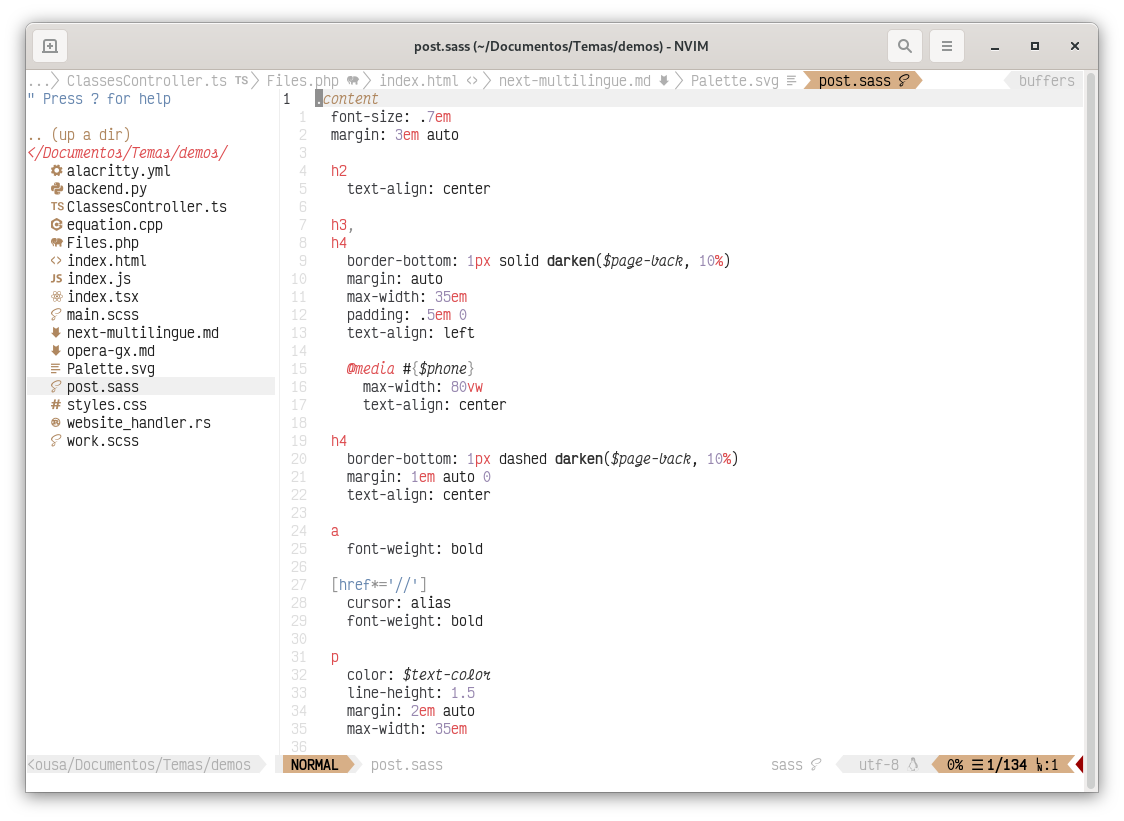 post.sass (~/Documentos/Temas/demos) - NVIM
... ClassesController.ts TS Files.php index.html <> next-multilingue.md Palette.svg post.sass buffers
" Press ? for help
.. (up a dir)
</Documentos/Temas/demos/
alacritty.yml
backend.py
TS ClassesController.ts
equation.cpp
Files.php
<> index.html
JS index.js
index.tsx
main.scss
next-multilingue.md
opera-gx.md
Palette.svg
post.sass
# styles.css
website_handler.rs
work.scss
1 .content
1 font-size: .7em
2 margin: 3em auto
3
4 h2
5 text-align: center
6
7 h3,
8 h4
9 border-bottom: 1px solid darken($page-back, 10%)
10 margin: auto
11 max-width: 35em
12 padding: .5em 0
13 text-align: left
14
15 @media #{$phone}
16 max-width: 80vw
17 text-align: center
18
19 h4
20 border-bottom: 1px dashed darken($page-back, 10%)
21 margin: 1em auto 0
22 text-align: center
23
24 a
25 font-weight: bold
26
27 [href*='//']
28 cursor: alias
29 font-weight: bold
30
31 p
32 color: $text-color
33 line-height: 1.5
34 margin: 2em auto
35 max-width: 35em
36
<ousa/Documentos/Temas/demos NORMAL post.sass sass utf-8 0% ☰ 1/134 :1